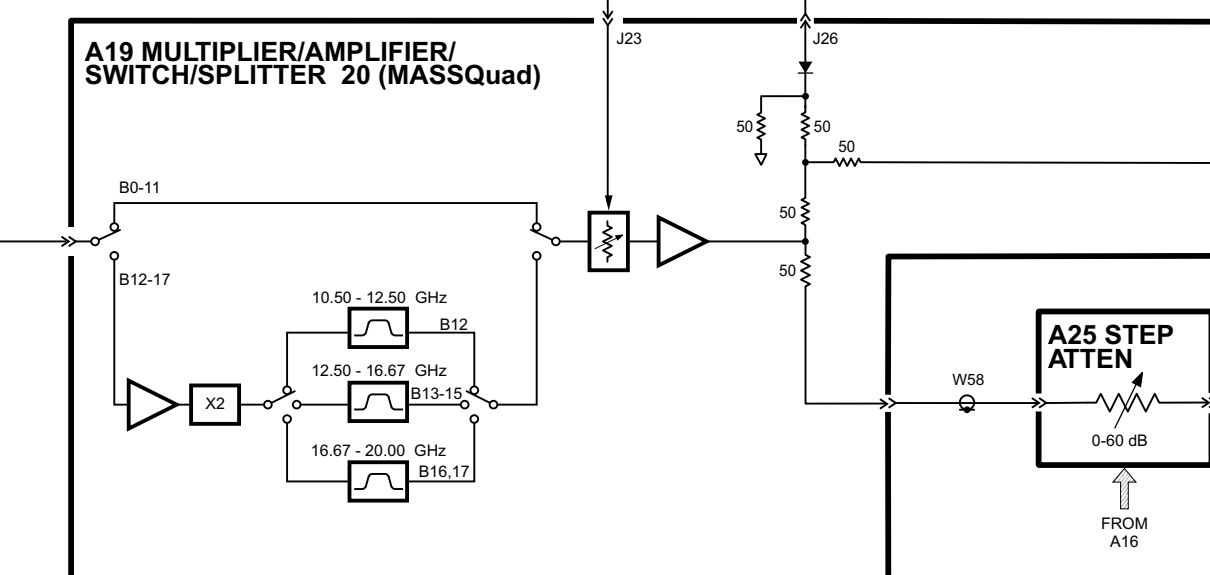 J23
J26
A19 MULTIPLIER/AMPLIFIER/
SWITCH/SPLITTER 20 (MASSQuad)
50
50
50
B0-11
50
50
B12-17
10.50 - 12.50 GHz
B12
12.50 - 16.67 GHz
B13-15
X2
16.67 - 20.00 GHz
B16,17
A25 STEP
ATTEN
W58
0-60 dB
FROM
A16